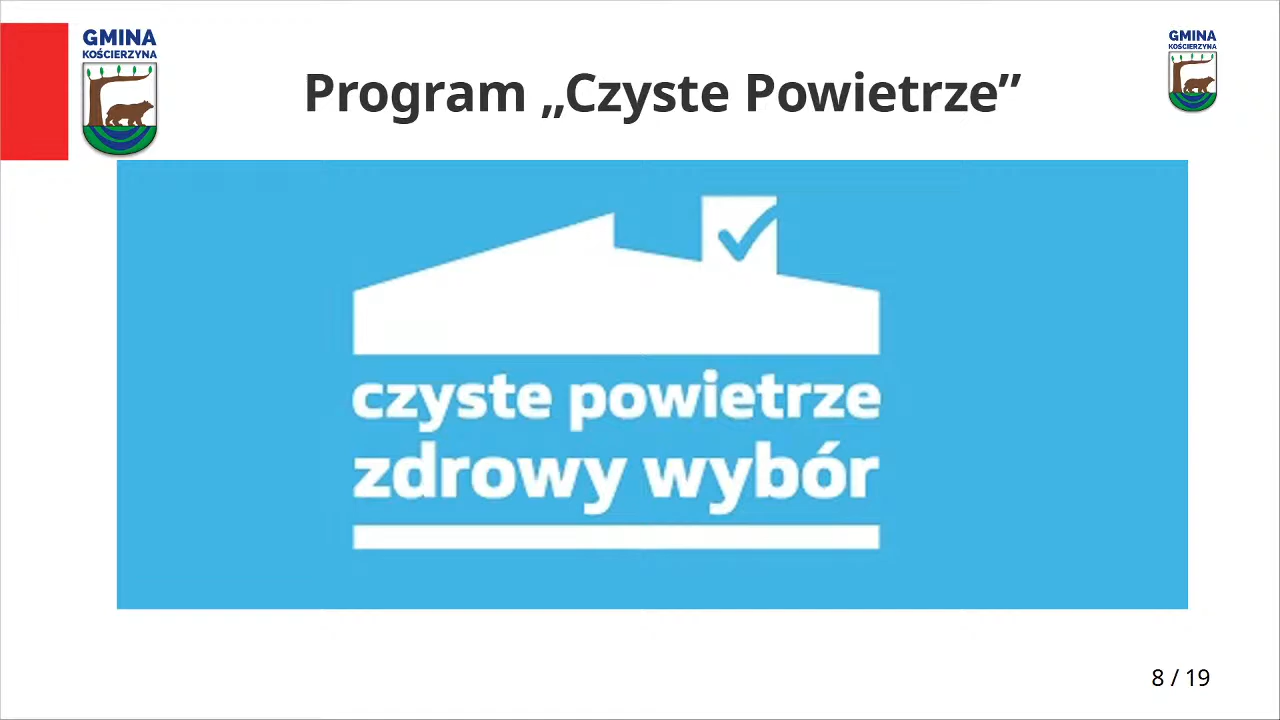 GMINA
KOŚCIERZYNA
Program „Czyste Powietrze”
GMINA
KOŚCIERZYNA
czyste powietrze
zdrowy wybór
8 / 19